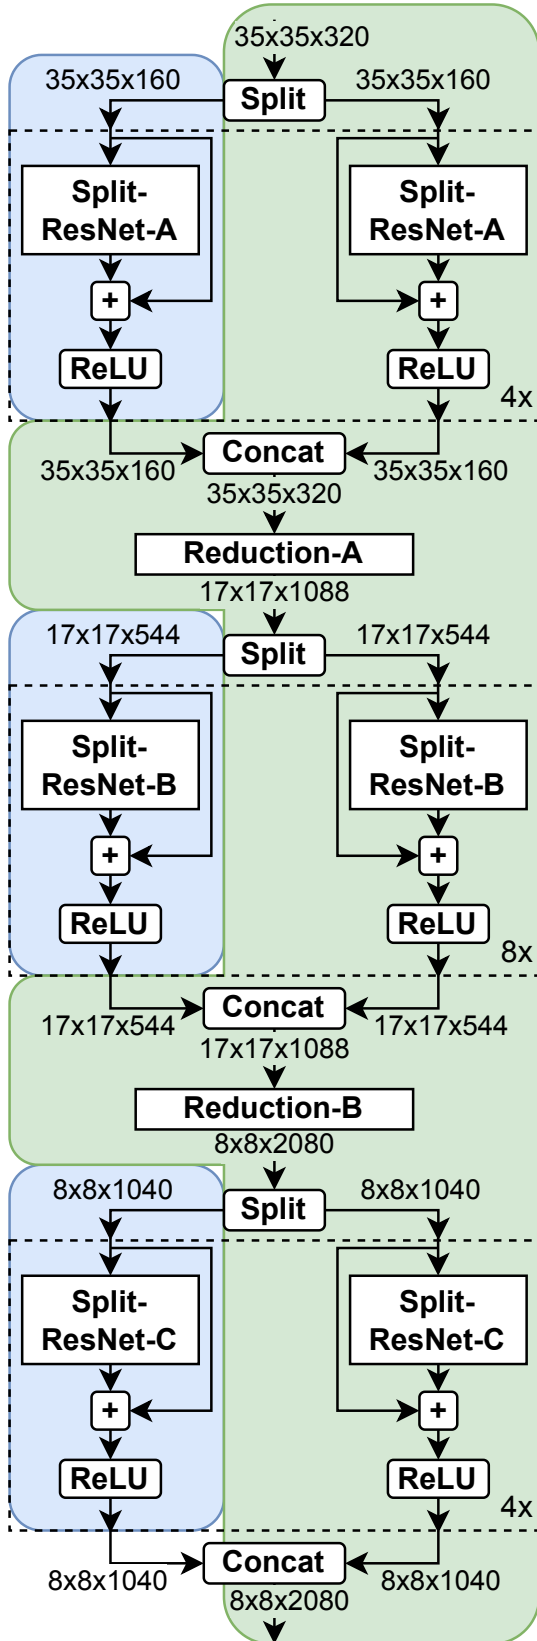 35x35x320
35x35x160 Split 35x35x160
Split- Split-
ResNet-A ResNet-A
+ +
ReLU ReLU
4x
Concat
35x35x160 35x35x160
35x35x320
Reduction-A
17x17x1088
17x17x544 Split 17x17x544
Split- Split-
ResNet-B ResNet-B
+ +
ReLU ReLU
8x
Concat
17x17x544 17x17x544
17x17x1088
Reduction-B
8x8x2080
8x8x1040 Split 8x8x1040
Split- Split-
ResNet-C ResNet-C
+ +
ReLU ReLU
4x
Concat
8x8x1040 8x8x1040
8x8x2080